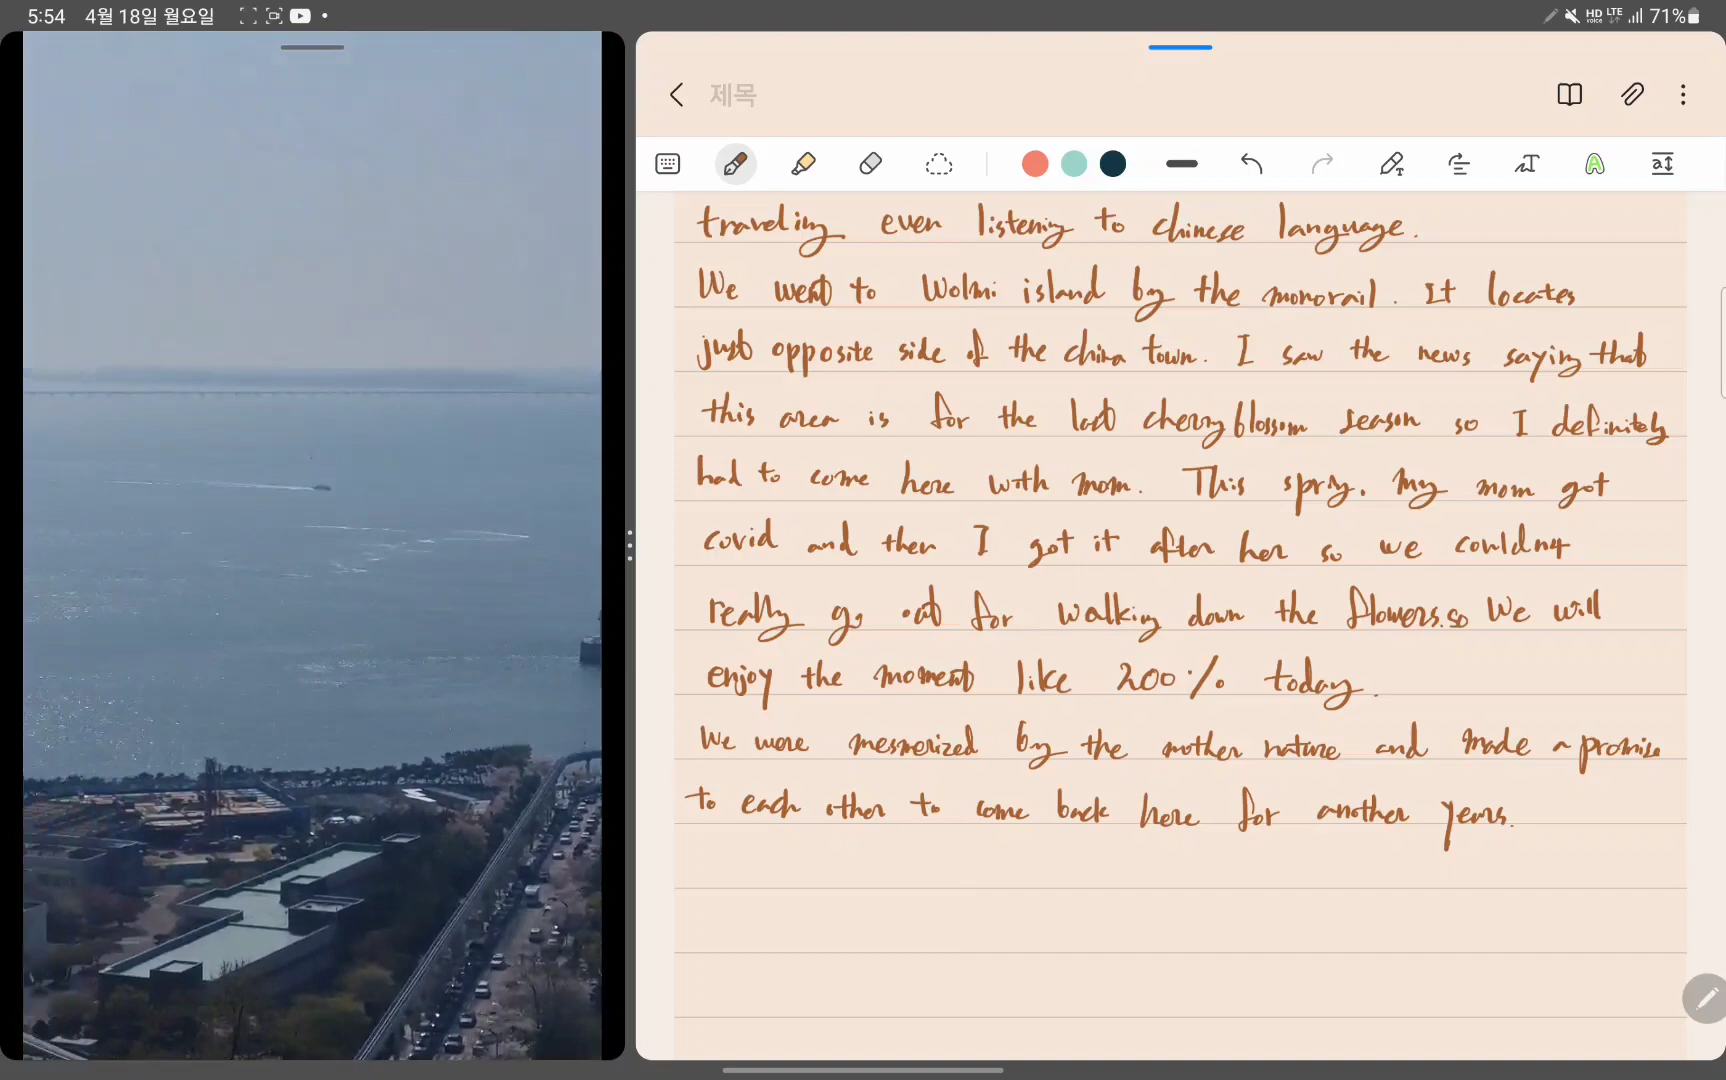 5:54 4월 18일 월요일
HD voice LTE 71%
제목
traveling even listening to chinese language.
We went to Wolmi island by the monorail. It locates
just opposite side of the china town. I saw the news saying that
this area is for the last cherry blossom season so I definitely
had to come here with mom. This spring, my mom got
covid and then I got it after her so we couldn't
really go out for walking down the flowers. so We will
enjoy the moment like 200% today.
We were mesmerized by the mother nature and made a promise
to each other to come back here for another years.